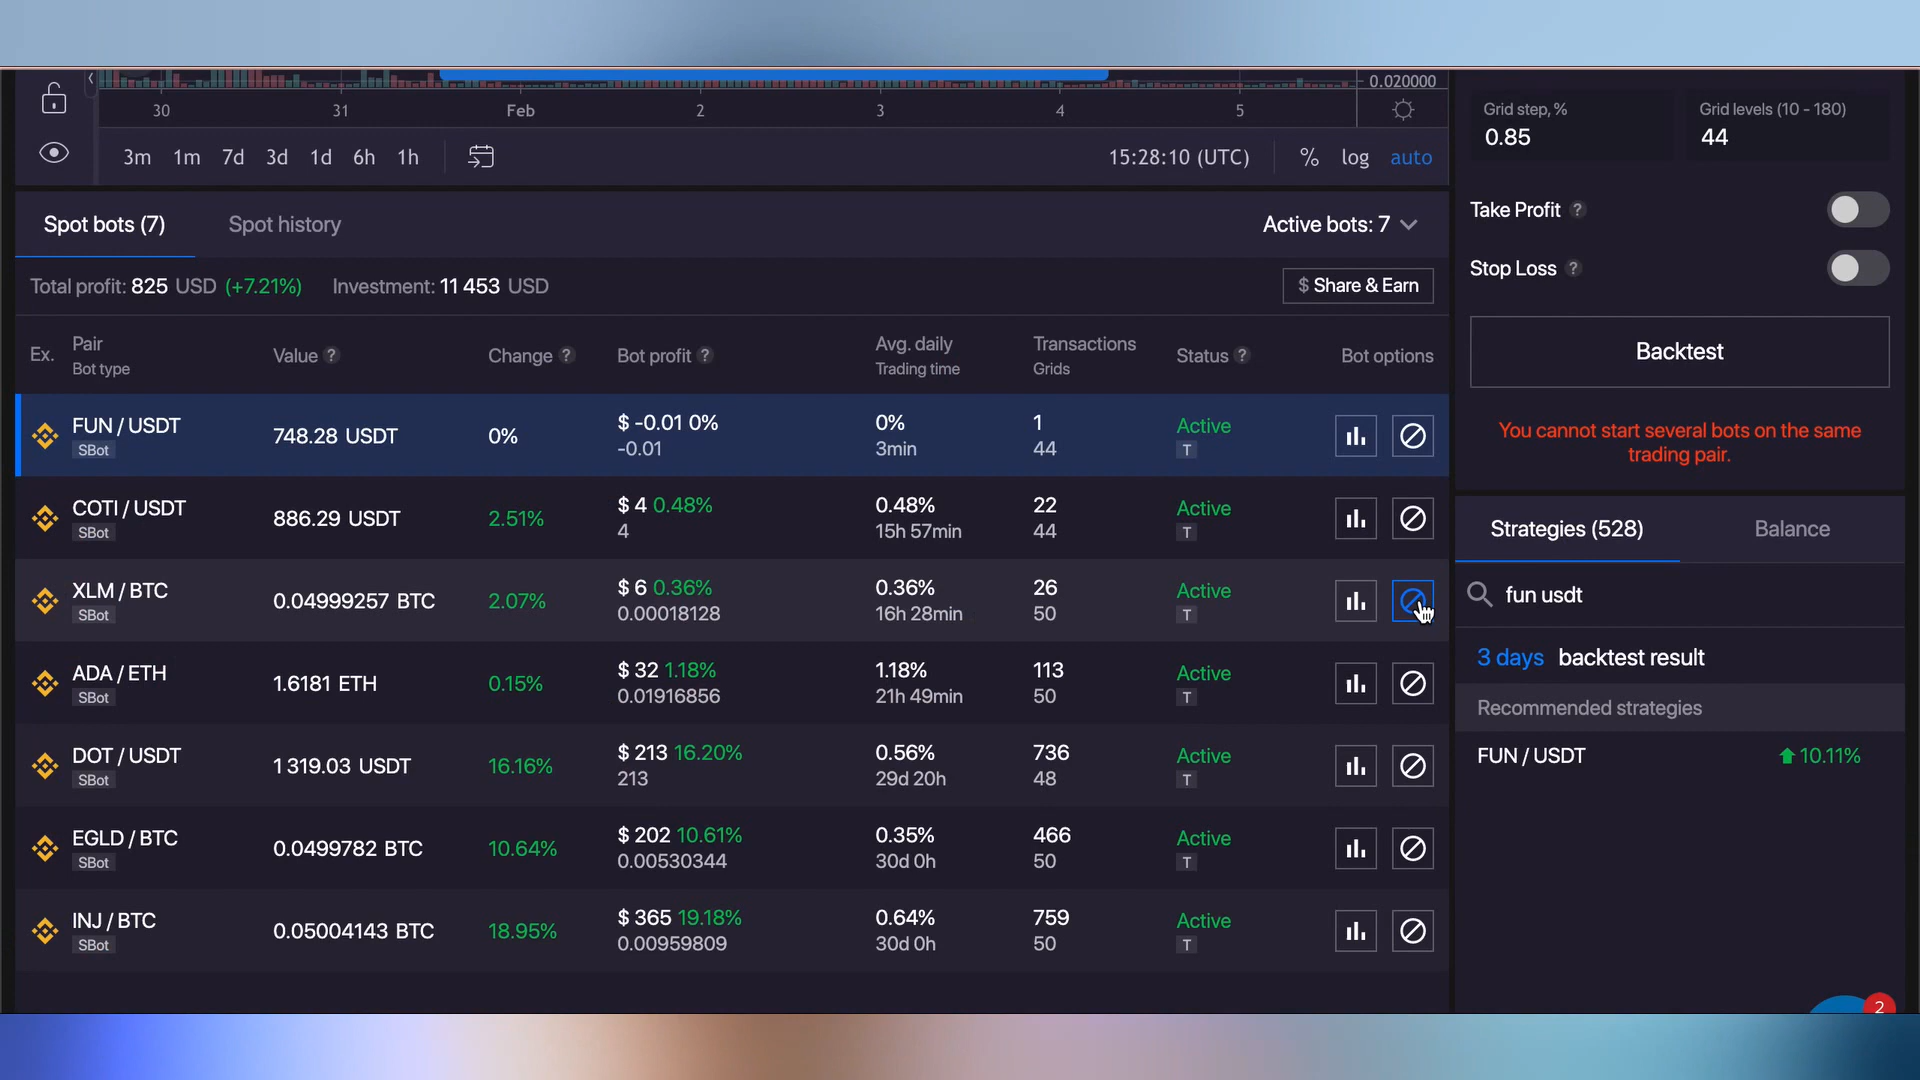 0.020000
30 31 Feb 2 3 4 5
3m 1m 7d 3d 1d 6h 1h 15:28:10 (UTC) % log auto
Grid step, % Grid levels (10 - 180)
0.85 44
Take Profit ?
Stop Loss ?
Backtest
You cannot start several bots on the same
trading pair.
Spot bots (7) Spot history Active bots: 7
Total profit: 825 USD (+7.21%) Investment: 11 453 USD $ Share & Earn
Ex. Pair Value ? Change ? Bot profit ? Avg. daily Transactions Status ? Bot options
Bot type Trading time Grids
FUN / USDT 748.28 USDT 0% $ -0.01 0% 0% 1 Active
SBot -0.01 3min 44 T
COTI / USDT 886.29 USDT 2.51% $ 4 0.48% 0.48% 22 Active
SBot 4 15h 57min 44 T
XLM / BTC 0.04999257 BTC 2.07% $ 6 0.36% 0.36% 26 Active
SBot 0.00018128 16h 28min 50 T
ADA / ETH 1.6181 ETH 0.15% $ 32 1.18% 1.18% 113 Active
SBot 0.01916856 21h 49min 50 T
DOT / USDT 1 319.03 USDT 16.16% $ 213 16.20% 0.56% 736 Active
SBot 213 29d 20h 48 T
EGLD / BTC 0.0499782 BTC 10.64% $ 202 10.61% 0.35% 466 Active
SBot 0.00530344 30d 0h 50 T
INJ / BTC 0.05004143 BTC 18.95% $ 365 19.18% 0.64% 759 Active
SBot 0.00959809 30d 0h 50 T
Strategies (528) Balance
fun usdt
3 days backtest result
Recommended strategies
FUN / USDT 10.11%
2